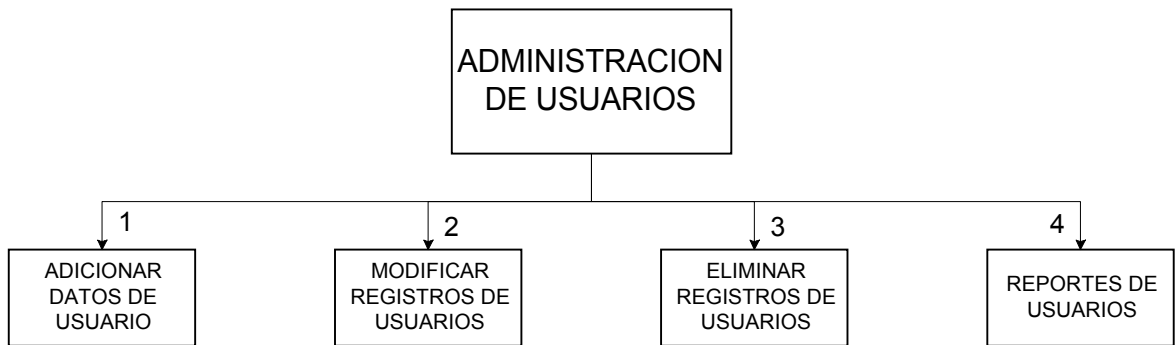 ADMINISTRACION
DE USUARIOS
1
2
3
4
ADICIONAR
DATOS DE
USUARIO
MODIFICAR
REGISTROS DE
USUARIOS
ELIMINAR
REGISTROS DE
USUARIOS
REPORTES DE
USUARIOS